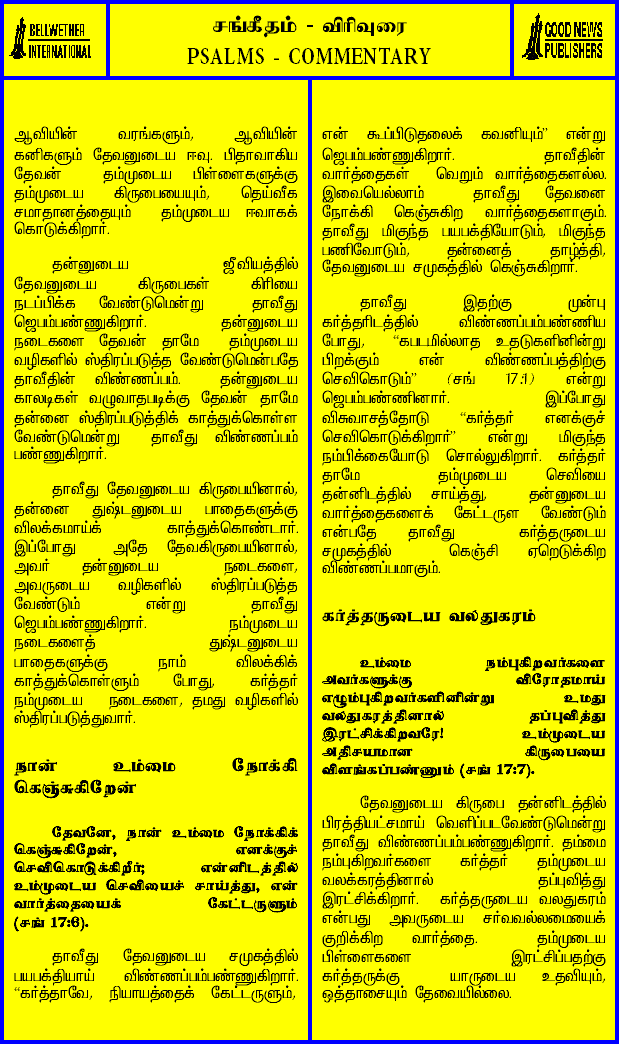 BELLWETHER
INTERNATIONAL
சங்கீதம் - விரிவுரை
PSALMS - COMMENTARY
GOOD NEWS
PUBLISHERS
ஆவியின் வரங்களும், ஆவியின்
கனிகளும் தேவனுடைய ஈவு. பிதாவாகிய
தேவன் தம்முடைய பிள்ளைகளுக்கு
தம்முடைய கிருபையையும், தெய்வீக
சமாதானத்தையும் தம்முடைய ஈவாகக்
கொடுக்கிறார்.
தன்னுடைய ஜீவியத்தில்
தேவனுடைய கிருபைகள் கிரியை
நடப்பிக்க வேண்டுமென்று தாவீது
ஜெபம்பண்ணுகிறார். தன்னுடைய
நடைகளை தேவன் தாமே தம்முடைய
வழிகளில் ஸ்திரப்படுத்த வேண்டுமென்பதே
தாவீதின் விண்ணப்பம். தன்னுடைய
காலடிகள் வழுவாதபடிக்கு தேவன் தாமே
தன்னை ஸ்திரப்படுத்திக் காத்துக்கொள்ள
வேண்டுமென்று தாவீது விண்ணப்பம்
பண்ணுகிறார்.
தாவீது தேவனுடைய கிருபையினால்,
தன்னை துஷ்டனுடைய பாதைகளுக்கு
விலக்கமாய்க் காத்துக்கொண்டார்.
இப்போது அதே தேவகிருபையினால்,
அவர் தன்னுடைய நடைகளை,
அவருடைய வழிகளில் ஸ்திரப்படுத்த
வேண்டும் என்று தாவீது
ஜெபம்பண்ணுகிறார். நம்முடைய
நடைகளைத் துஷ்டனுடைய
பாதைகளுக்கு நாம் விலக்கிக்
காத்துக்கொள்ளும் போது, கர்த்தர்
நம்முடைய நடைகளை, தமது வழிகளில்
ஸ்திரப்படுத்துவார்.
நான் உம்மை நோக்கி
கெஞ்சுகிறேன்
தேவனே, நான் உம்மை நோக்கிக்
கெஞ்சுகிறேன், எனக்குச்
செவிகொடுக்கிறீர்; என்னிடத்தில்
உம்முடைய செவியைச் சாய்த்து, என்
வார்த்தையைக் கேட்டருளும்
(சங் 17:6).
தாவீது தேவனுடைய சமுகத்தில்
பயபக்தியாய் விண்ணப்பம்பண்ணுகிறார்.
“கர்த்தாவே, நியாயத்தைக் கேட்டருளும்,
என் கூப்பிடுதலைக் கவனியும்” என்று
ஜெபம்பண்ணுகிறார். தாவீதின்
வார்த்தைகள் வெறும் வார்த்தைகளல்ல.
இவையெல்லாம் தாவீது தேவனை
நோக்கி கெஞ்சுகிற வார்த்தைகளாகும்.
தாவீது மிகுந்த பயபக்தியோடும், மிகுந்த
பணிவோடும், தன்னைத் தாழ்த்தி,
தேவனுடைய சமுகத்தில் கெஞ்சுகிறார்.
தாவீது இதற்கு முன்பு
கர்த்தரிடத்தில் விண்ணப்பம்பண்ணிய
போது, “கபடமில்லாத உதடுகளினின்று
பிறக்கும் என் விண்ணப்பத்திற்கு
செவிகொடும்” (சங் 17:1) என்று
ஜெபம்பண்ணினார். இப்போது
விசுவாசத்தோடு “கர்த்தர் எனக்குச்
செவிகொடுக்கிறார்” என்று மிகுந்த
நம்பிக்கையோடு சொல்லுகிறார். கர்த்தர்
தாமே தம்முடைய செவியை
தன்னிடத்தில் சாய்த்து, தன்னுடைய
வார்த்தைகளைக் கேட்டருள வேண்டும்
என்பதே தாவீது கர்த்தருடைய
சமுகத்தில் கெஞ்சி ஏறெடுக்கிற
விண்ணப்பமாகும்.
கர்த்தருடைய வலதுகரம்
உம்மை நம்புகிறவர்களை
அவர்களுக்கு விரோதமாய்
எழும்புகிறவர்களினின்று உமது
வலதுகரத்தினால் தப்புவித்து
இரட்சிக்கிறவரே! உம்முடைய
அதிசயமான கிருபையை
விளங்கப்பண்ணும் (சங் 17:7).
தேவனுடைய கிருபை தன்னிடத்தில்
பிரத்தியட்சமாய் வெளிப்படவேண்டுமென்று
தாவீது விண்ணப்பம்பண்ணுகிறார். தம்மை
நம்புகிறவர்களை கர்த்தர் தம்முடைய
வலக்கரத்தினால் தப்புவித்து
இரட்சிக்கிறார். கர்த்தருடைய வலதுகரம்
என்பது அவருடைய சர்வவல்லமையைக்
குறிக்கிற வார்த்தை. தம்முடைய
பிள்ளைகளை இரட்சிப்பதற்கு
கர்த்தருக்கு யாருடைய உதவியும்,
ஒத்தாசையும் தேவையில்லை.